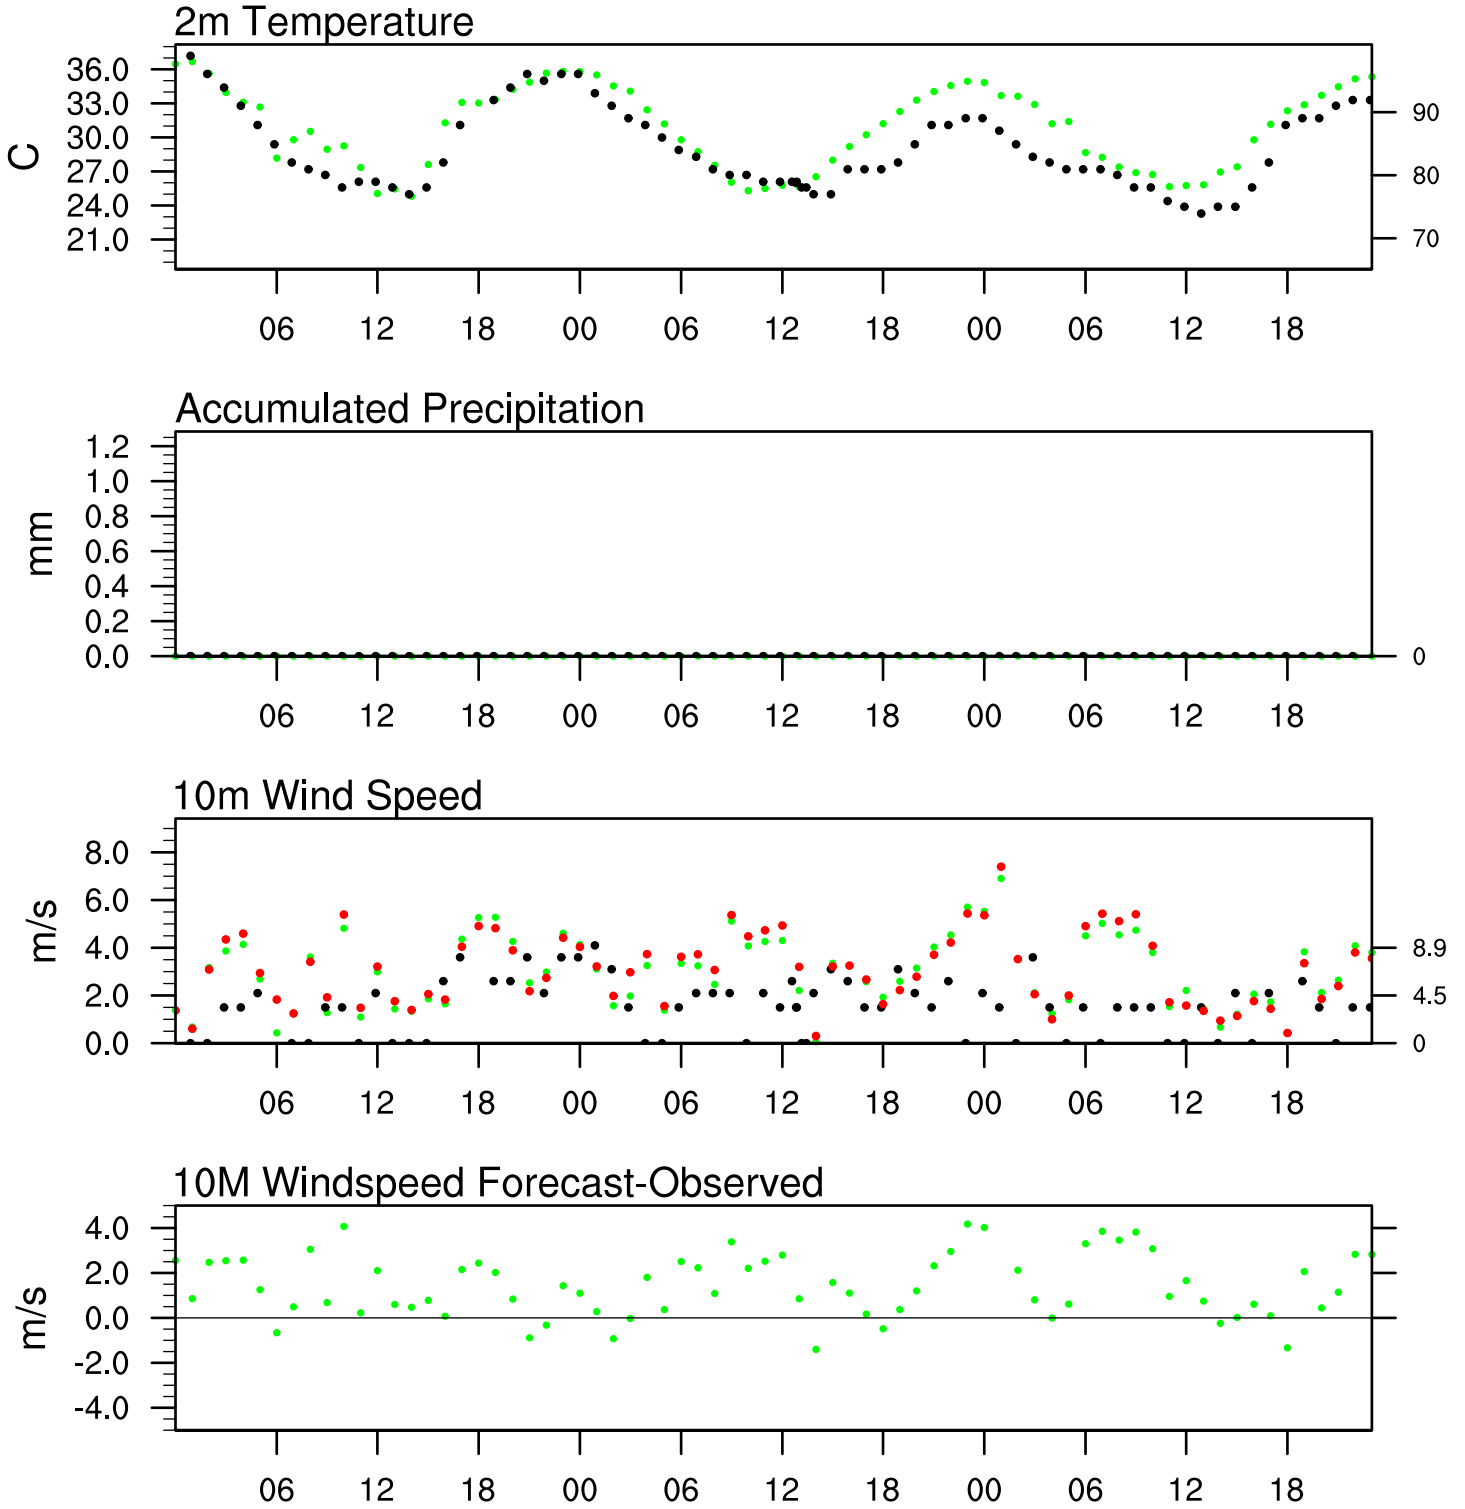 2m Temperature
36.0
33.0
30.0
27.0
24.0
21.0
C
90
80
70
06 12 18 00 06 12 18 00 06 12 18
Accumulated Precipitation
1.2
1.0
0.8
0.6
0.4
0.2
0.0
mm
0
06 12 18 00 06 12 18 00 06 12 18
10m Wind Speed
8.0
6.0
4.0
2.0
0.0
m/s
8.9
4.5
0
06 12 18 00 06 12 18 00 06 12 18
10M Windspeed Forecast-Observed
4.0
2.0
0.0
-2.0
-4.0
m/s
06 12 18 00 06 12 18 00 06 12 18